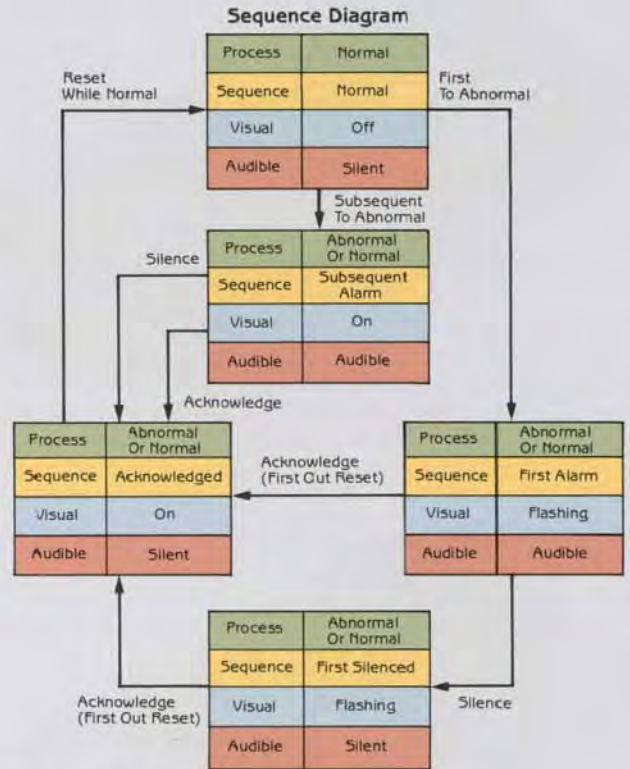 Sequence Diagram
Process Normal
Sequence Normal
Visual Off
Audible Silent
Reset
While Normal
First
To Abnormal
Subsequent
To Abnormal
Silence
Process Abnormal
Or Normal
Sequence Subsequent
Alarm
Visual On
Audible Audible
Acknowledge
Process Abnormal
Or Normal
Sequence Acknowledged
Visual On
Audible Silent
Acknowledge
(First Out Reset)
Process Abnormal
Or Normal
Sequence First Alarm
Visual Flashing
Audible Audible
Process Abnormal
Or Normal
Sequence First Silenced
Visual Flashing
Audible Silent
Acknowledge
(First Out Reset)
Silence